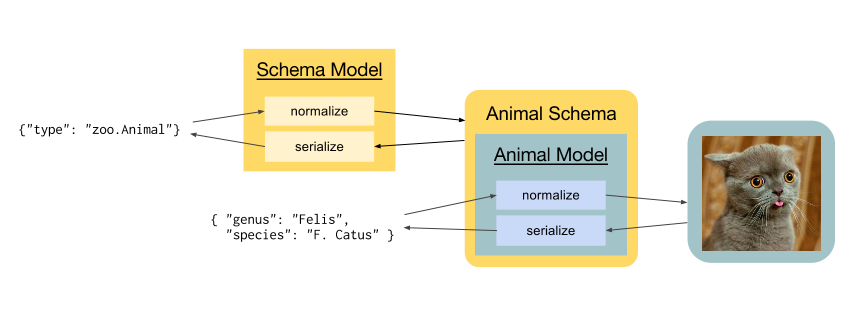 Schema Model
normalize
serialize
{"type": "zoo.Animal"}
Animal Schema
Animal Model
normalize
serialize
{ "genus": "Felis",
"species": "F. Catus" }